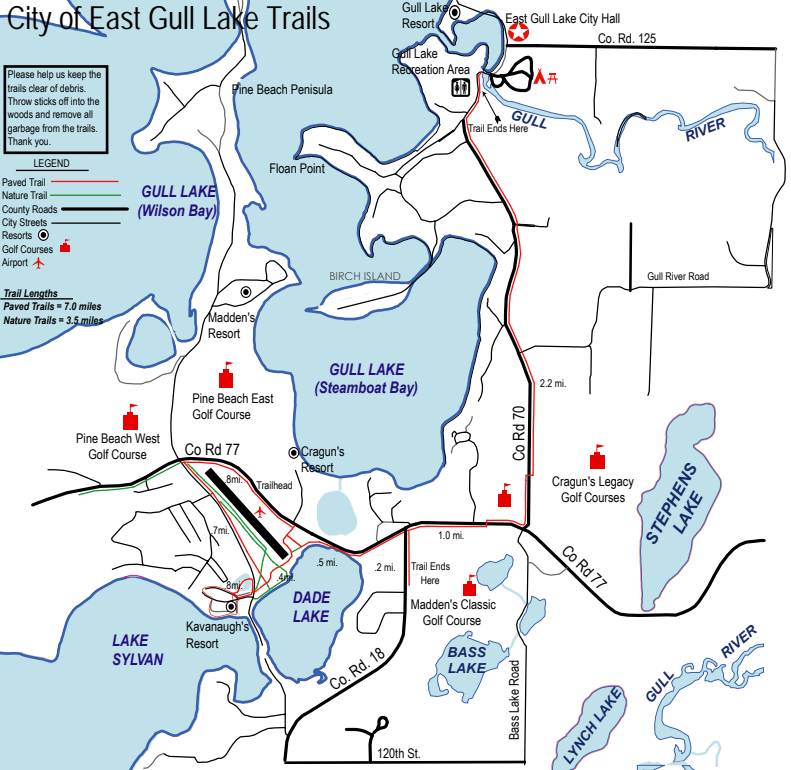 City of East Gull Lake Trails
Please help us keep the
trails clear of debris.
Throw sticks off into the
woods and remove all
garbage from the trails.
Thank you.
LEGEND
Paved Trail
Nature Trail
County Roads
City Streets
Resorts
Golf Courses
Airport
Trail Lengths
Paved Trails = 7.0 miles
Nature Trails = 3.5 miles
Gull Lake
Resort
East Gull Lake City Hall
Co. Rd. 125
Gull Lake
Recreation Area
Pine Beach Peninsula
Trail Ends Here
GULL
RIVER
Floan Point
GULL LAKE
(Wilson Bay)
BIRCH ISLAND
Gull River Road
Madden's
Resort
GULL LAKE
(Steamboat Bay)
2.2 mi.
Pine Beach East
Golf Course
Co Rd 70
Pine Beach West
Golf Course
Co Rd 77
Cragun's
Resort
Cragun's Legacy
Golf Courses
STEPHENS
LAKE
.8mi.
Trailhead
.7mi.
1.0 mi.
.5 mi.
.2 mi.
Co Rd 77
Trail Ends
Here
.4mi.
.8mi.
DADE
LAKE
Madden's Classic
Golf Course
Kavanaugh's
Resort
LAKE
SYLVAN
BASS
LAKE
Co. Rd. 18
Bass Lake Road
GULL
RIVER
LYNCH LAKE
120th St.